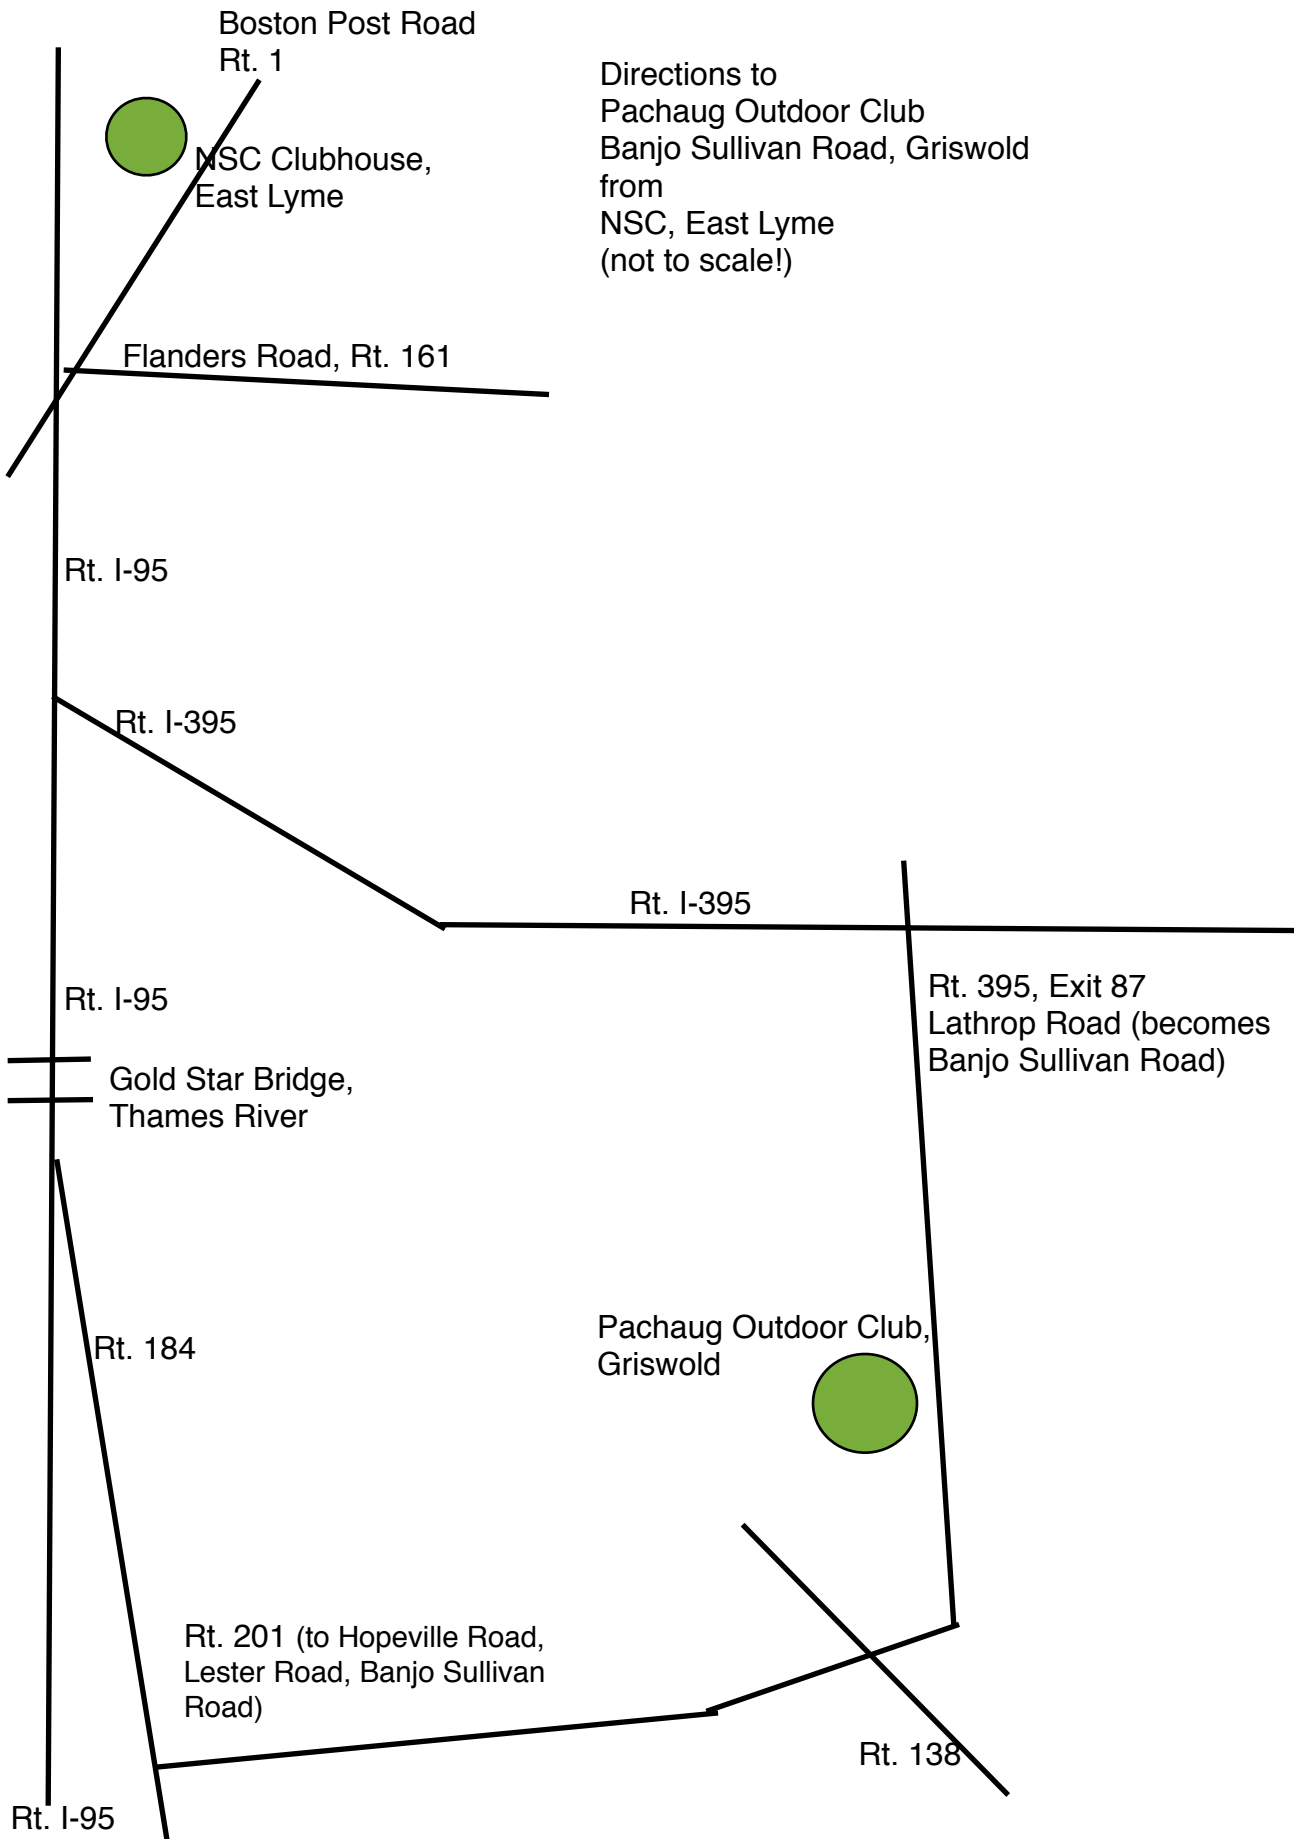 Boston Post Road
Rt. 1
Directions to
Pachaug Outdoor Club
Banjo Sullivan Road, Griswold
from
NSC, East Lyme
(not to scale!)
NSC Clubhouse,
East Lyme
Flanders Road, Rt. 161
Rt. I-95
Rt. I-395
Rt. I-395
Rt. I-95
Rt. 395, Exit 87
Lathrop Road (becomes
Banjo Sullivan Road)
Gold Star Bridge,
Thames River
Pachaug Outdoor Club,
Griswold
Rt. 184
Rt. 201 (to Hopeville Road,
Lester Road, Banjo Sullivan
Road)
Rt. 138
Rt. I-95